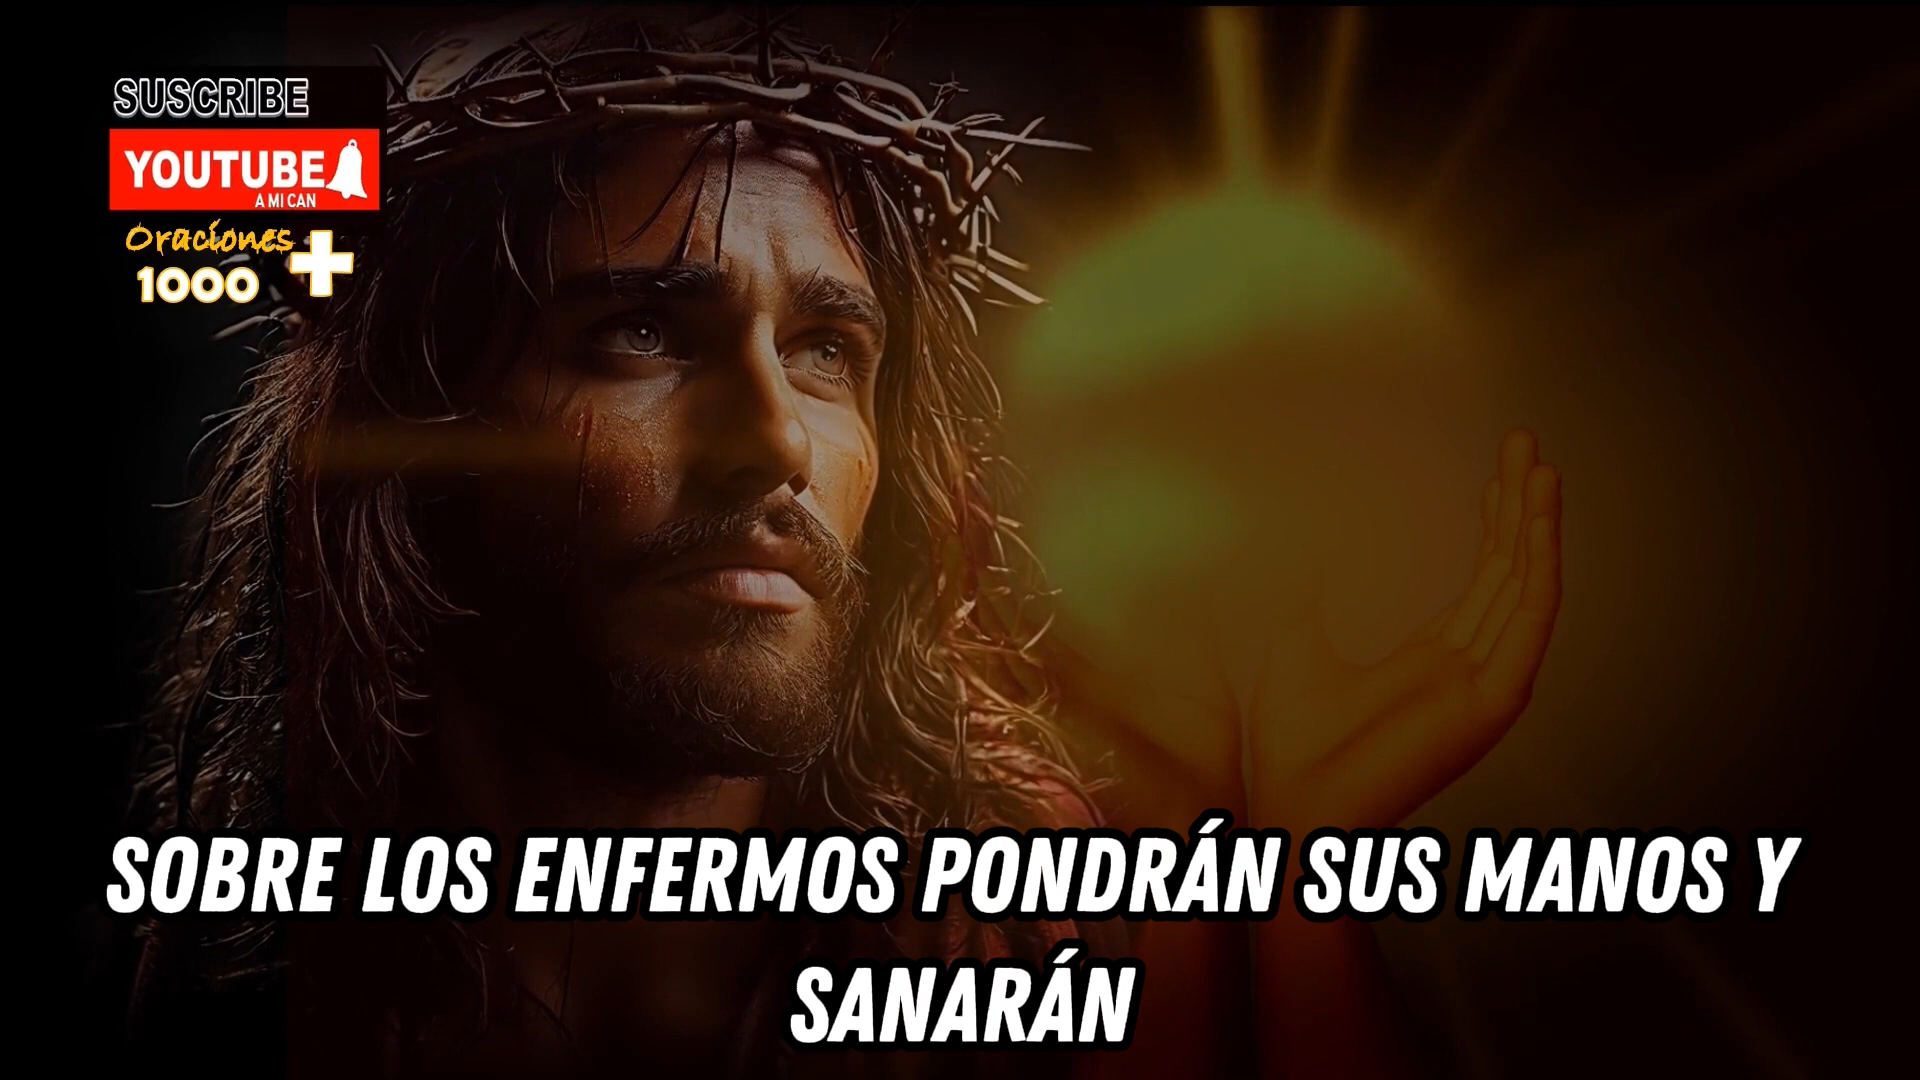 SUSCRIBE
YOUTUBE
A MI CAN
Oraciones
1000 +
SOBRE LOS ENFERMOS PONDRÁN SUS MANOS Y
SANARÁN